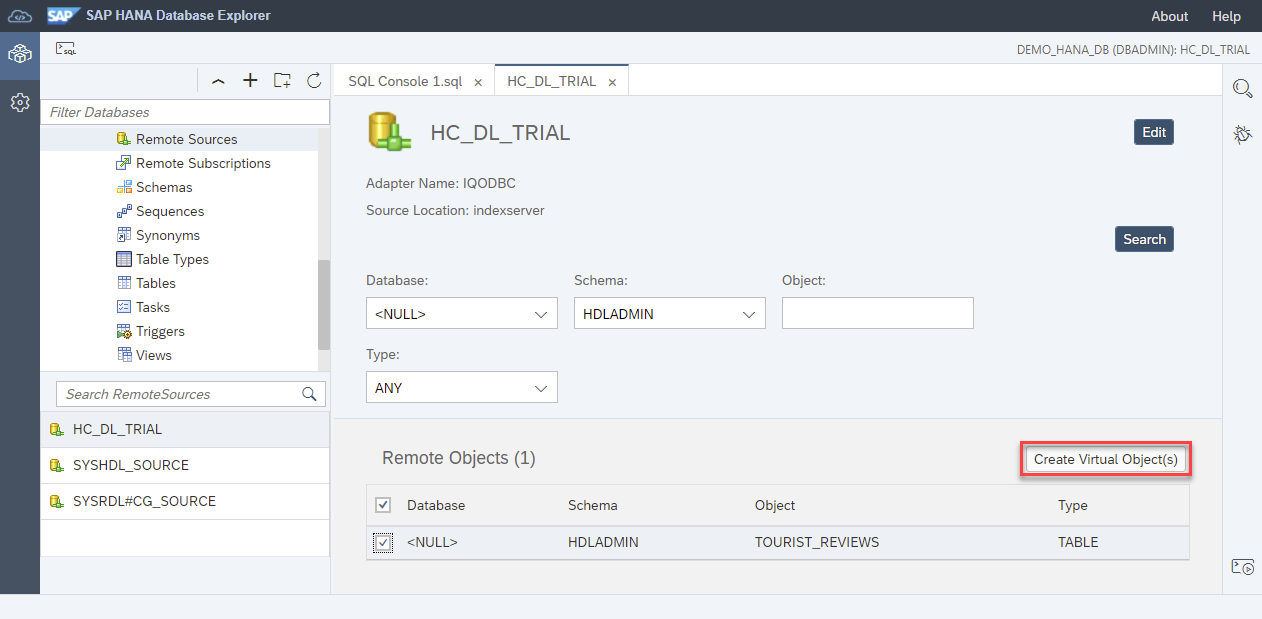 SAP SAP HANA Database Explorer
About Help
SQL
DEMO_HANA_DB (DBADMIN): HC_DL_TRIAL
SQL Console 1.sql
HC_DL_TRIAL
Filter Databases
Remote Sources
Remote Subscriptions
Schemas
Sequences
Synonyms
Table Types
Tables
Tasks
Triggers
Views
Search RemoteSources
HC_DL_TRIAL
SYSHDL_SOURCE
SYSRDL#CG_SOURCE
HC_DL_TRIAL
Edit
Adapter Name: IQODBC
Source Location: indexserver
Search
Database: Schema: Object:
<NULL> HDLADMIN
Type:
ANY
Remote Objects (1)
Create Virtual Object(s)
Database Schema Object Type
<NULL> HDLADMIN TOURIST_REVIEWS TABLE